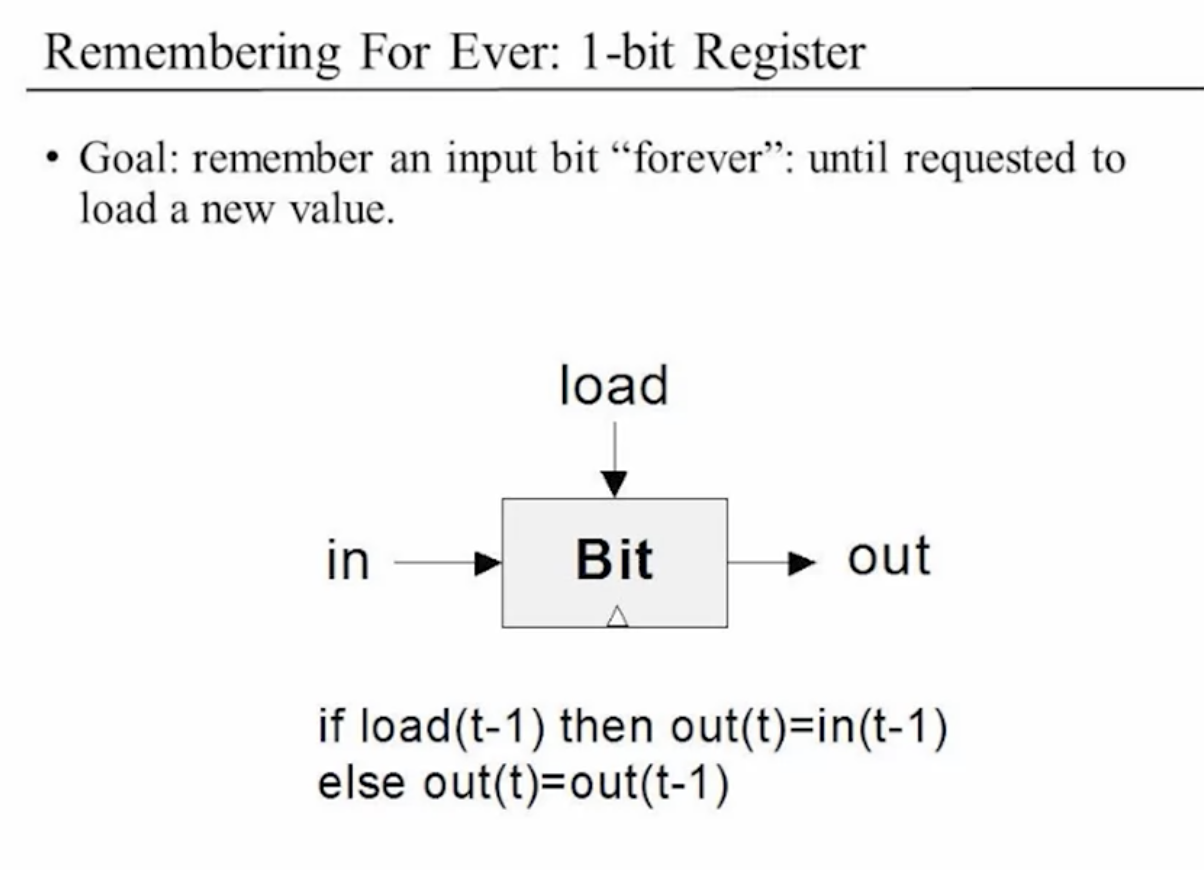 Remembering For Ever: 1-bit Register
• Goal: remember an input bit “forever”: until requested to
load a new value.
load
in
Bit
out
if load(t-1) then out(t)=in(t-1)
else out(t)=out(t-1)